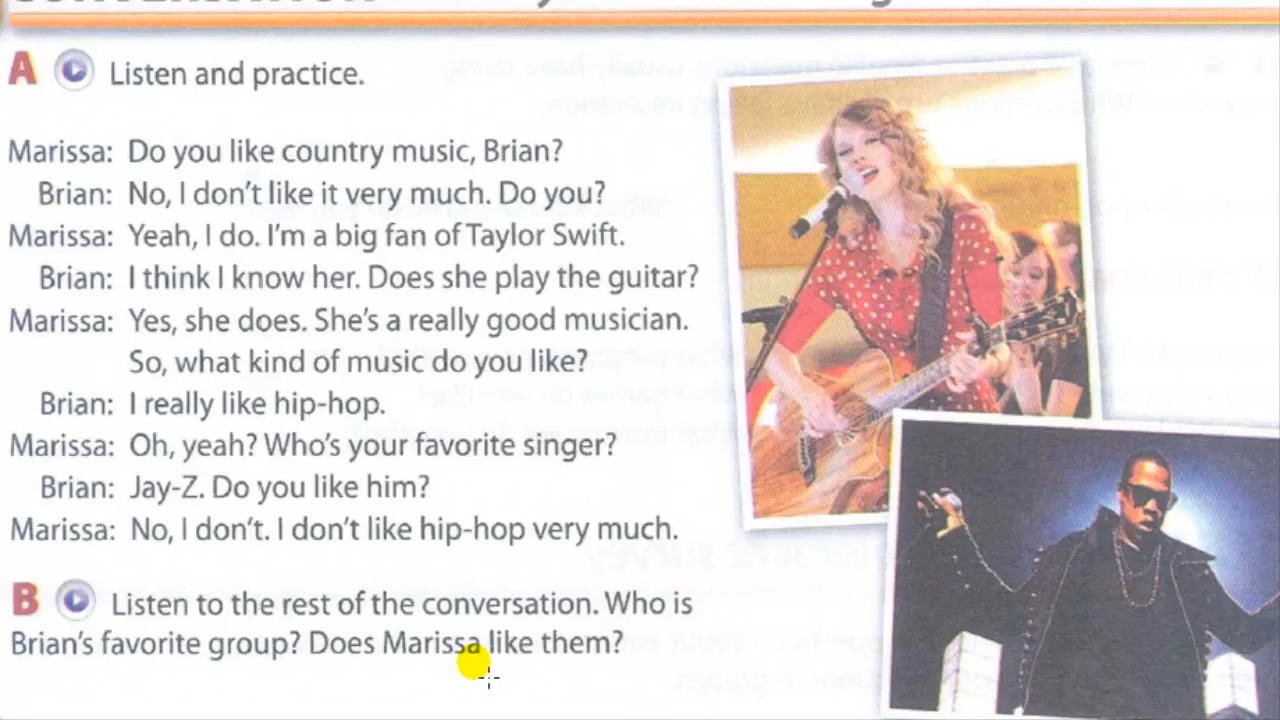 A Listen and practice.
Marissa: Do you like country music, Brian?
Brian: No, I don't like it very much. Do you?
Marissa: Yeah, I do. I'm a big fan of Taylor Swift.
Brian: I think I know her. Does she play the guitar?
Marissa: Yes, she does. She's a really good musician.
So, what kind of music do you like?
Brian: I really like hip-hop.
Marissa: Oh, yeah? Who's your favorite singer?
Brian: Jay-Z. Do you like him?
Marissa: No, I don't. I don't like hip-hop very much.
B Listen to the rest of the conversation. Who is
Brian's favorite group? Does Marissa like them?